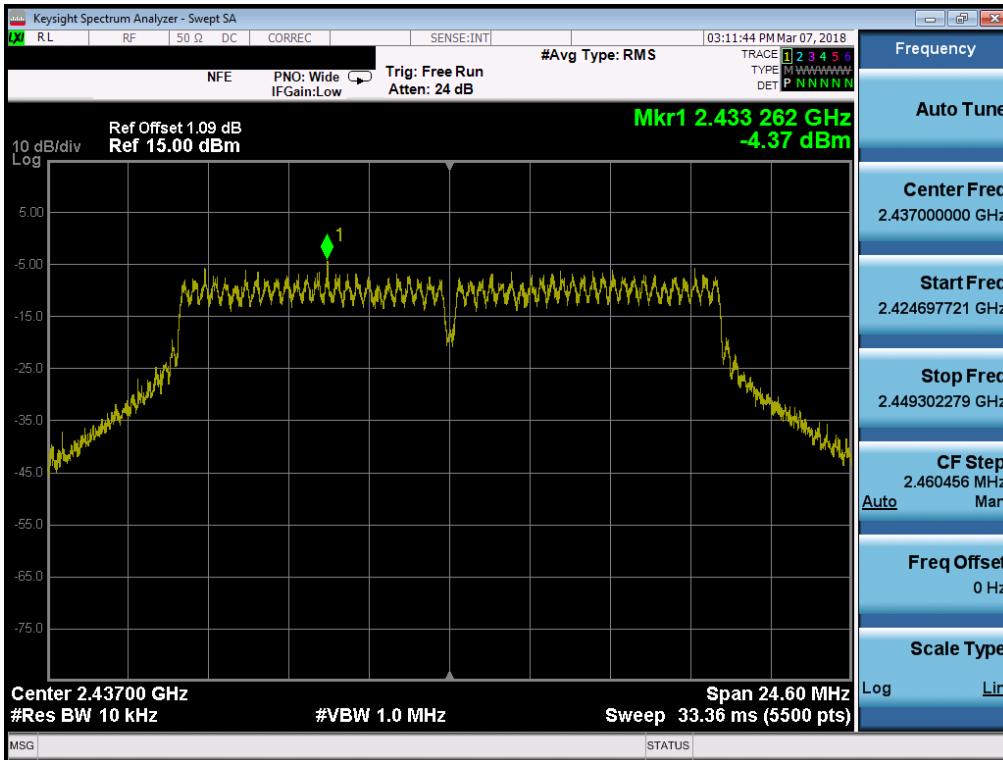 Keysight Spectrum Analyzer - Swept SA
LXI RL RF 50 Ω DC CORREC SENSE:INT 03:11:44 PM Mar 07, 2018
NFE PNO: Wide Trig: Free Run #Avg Type: RMS TRACE 1 2 3 4 5 6
IFGain:Low Atten: 24 dB TYPE M WWWWW
DET P N N N N N
Mkr1 2.433 262 GHz
-4.37 dBm
Ref Offset 1.09 dB
10 dB/div Ref 15.00 dBm
Log
5.00
1
-5.00
-15.0
-25.0
-35.0
-45.0
-55.0
-65.0
-75.0
Center 2.43700 GHz Span 24.60 MHz
#Res BW 10 kHz #VBW 1.0 MHz Sweep 33.36 ms (5500 pts)
MSG STATUS
Frequency
Auto Tune
Center Freq
2.437000000 GHz
Start Freq
2.424697721 GHz
Stop Freq
2.449302279 GHz
CF Step
2.460456 MHz
Auto Man
Freq Offset
0 Hz
Scale Type
Log Lin